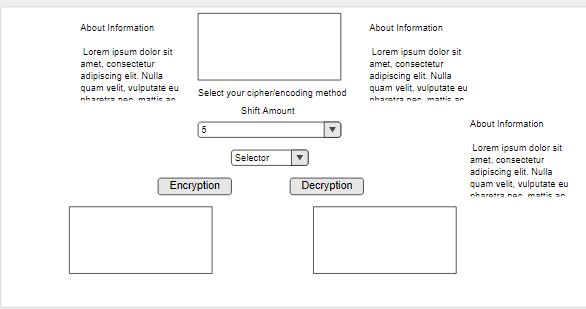 About Information
Lorem ipsum dolor sit
amet, consectetur
adipiscing elit. Nulla
quam velit, vulputate eu
pharetra nec, mattis ac
About Information
Lorem ipsum dolor sit
amet, consectetur
adipiscing elit. Nulla
quam velit, vulputate eu
pharetra nec, mattis ac
Select your cipher/encoding method
Shift Amount
5
About Information
Lorem ipsum dolor sit
amet, consectetur
adipiscing elit. Nulla
quam velit, vulputate eu
pharetra nec, mattis ac
Selector
Encryption
Decryption